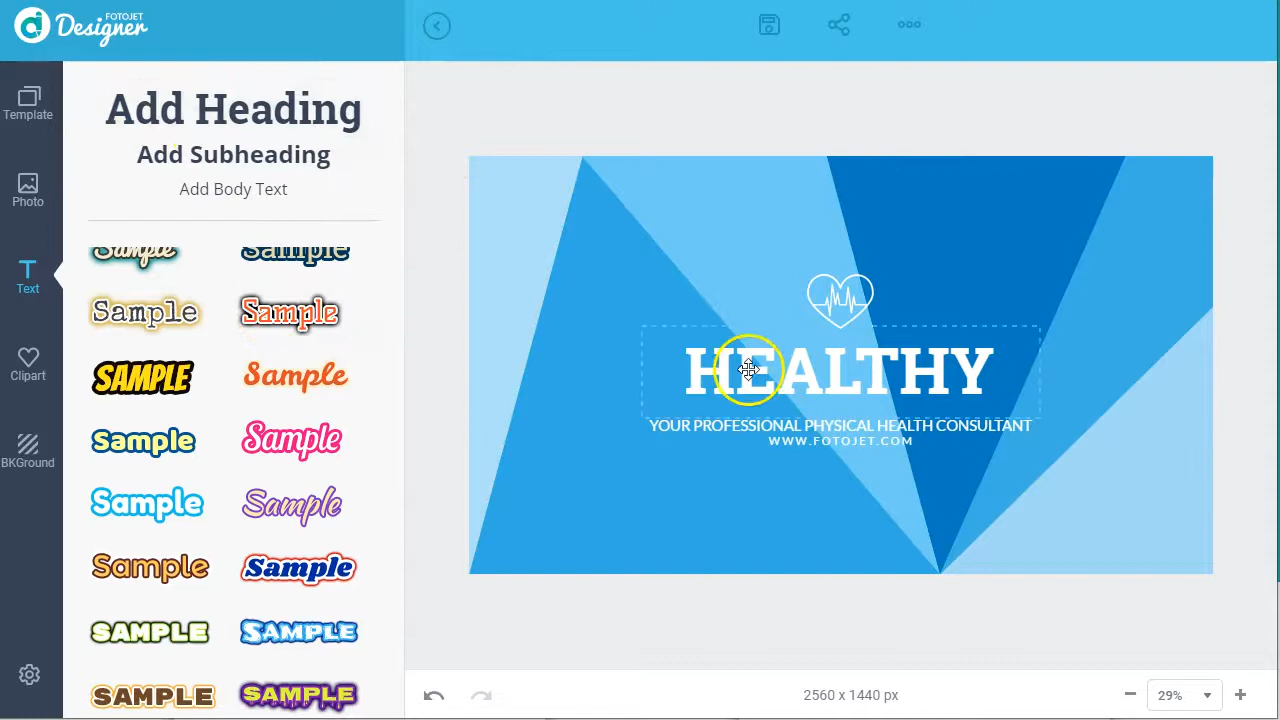 FOTOJET
Designer
Template
Photo
Text
Clipart
BKGround
Add Heading
Add Subheading
Add Body Text
Sample Sample
Sample Sample
SAMPLE Sample
Sample Sample
Sample Sample
Sample Sample
SAMPLE SAMPLE
SAMPLE SAMPLE
HEALTHY
YOUR PROFESSIONAL PHYSICAL HEALTH CONSULTANT
WWW.FOTOJET.COM
2560 x 1440 px
29%